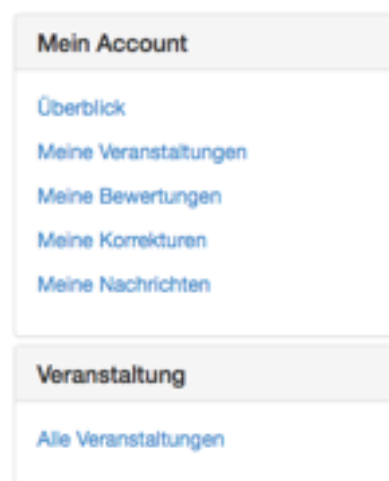 Mein Account
Überblick
Meine Veranstaltungen
Meine Bewertungen
Meine Korrekturen
Meine Nachrichten
Veranstaltung
Alle Veranstaltungen